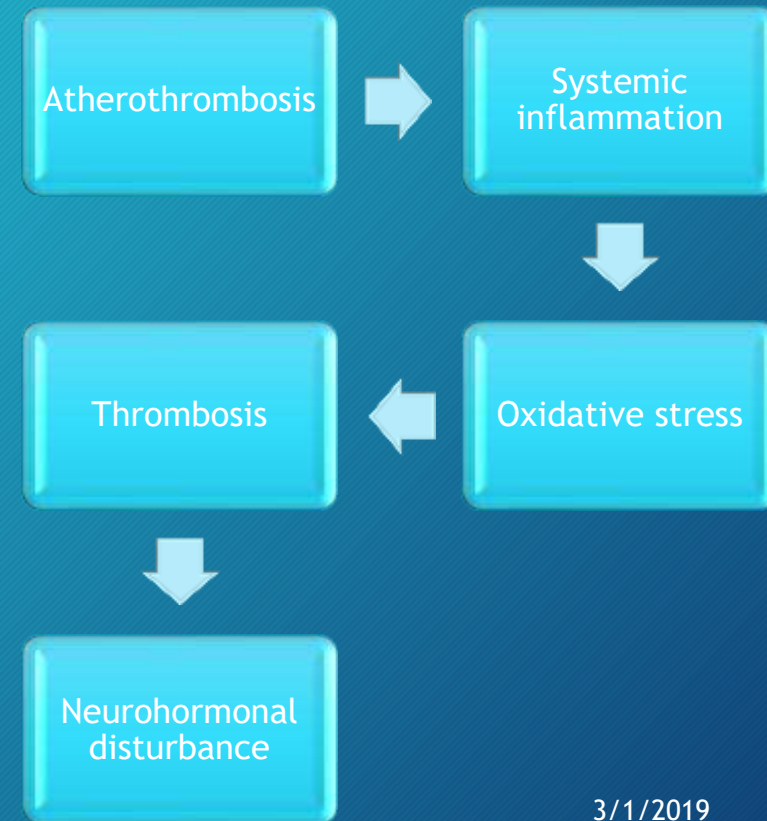 Atherothrombosis
Systemic
inflammation
Oxidative stress
Thrombosis
Neurohormonal
disturbance
3/1/2019